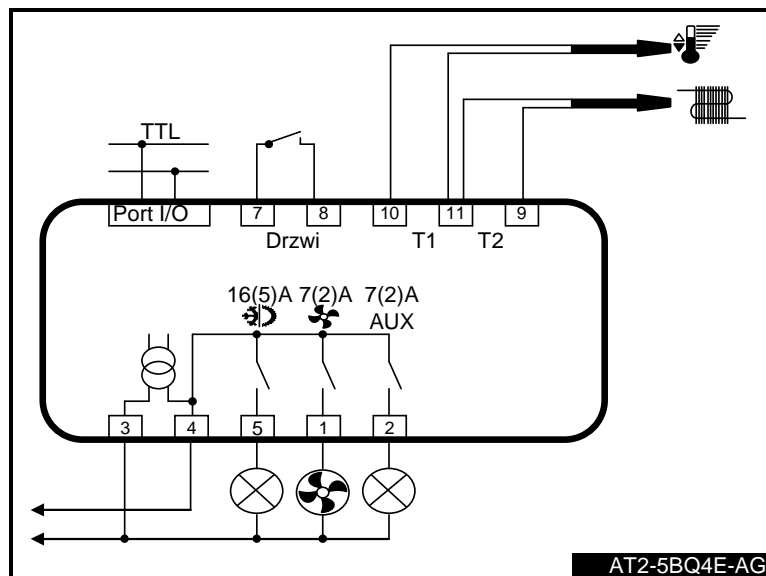 TTL
Port I/O
7
8
10
11
9
Drzwi
T1
T2
16(5)A
7(2)A
7(2)A
AUX
3
4
5
1
2
AT2-5BQ4E-AG